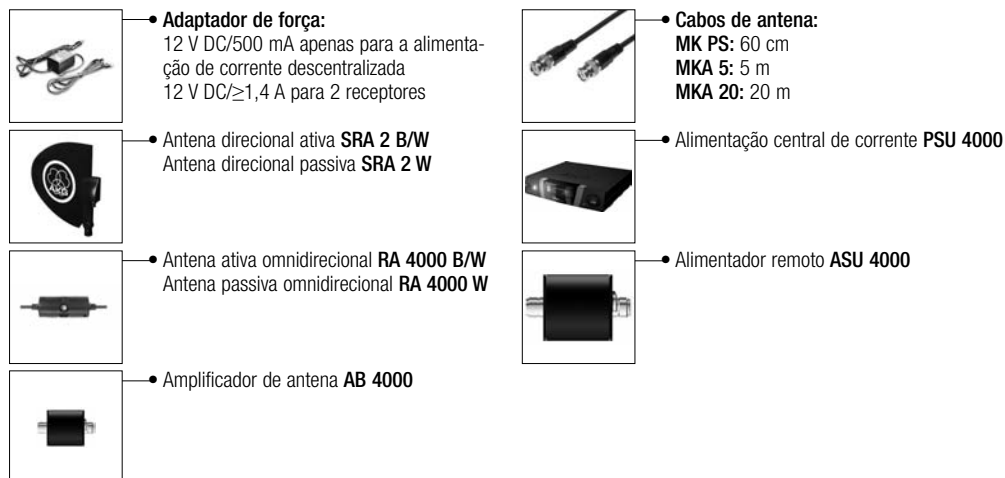 Adaptador de força:
12 V DC/500 mA apenas para a alimenta-
ção de corrente descentralizada
12 V DC/≥1,4 A para 2 receptores
Antena direcional ativa SRA 2 B/W
Antena direcional passiva SRA 2 W
Antena ativa omnidirecional RA 4000 B/W
Antena passiva omnidirecional RA 4000 W
Amplificador de antena AB 4000
Cabos de antena:
MK PS: 60 cm
MKA 5: 5 m
MKA 20: 20 m
Alimentação central de corrente PSU 4000
Alimentador remoto ASU 4000
AKG